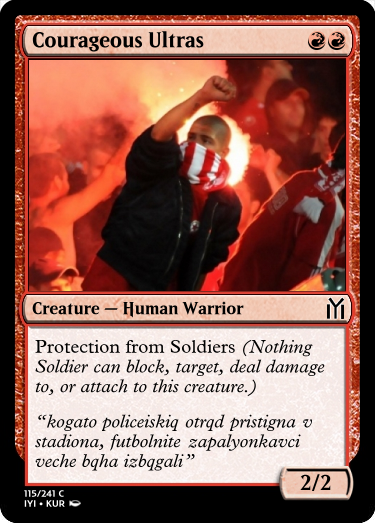 Courageous Ultras
Creature — Human Warrior
Protection from Soldiers (Nothing
Soldier can block, target, deal damage
to, or attach to this creature.)
“kogato policeiskiq otrqd pristigna v
stadiona, futbolnite zapalyonkavci
veche bqha izbqgali”
2/2
115/241 C
IYI • KUR